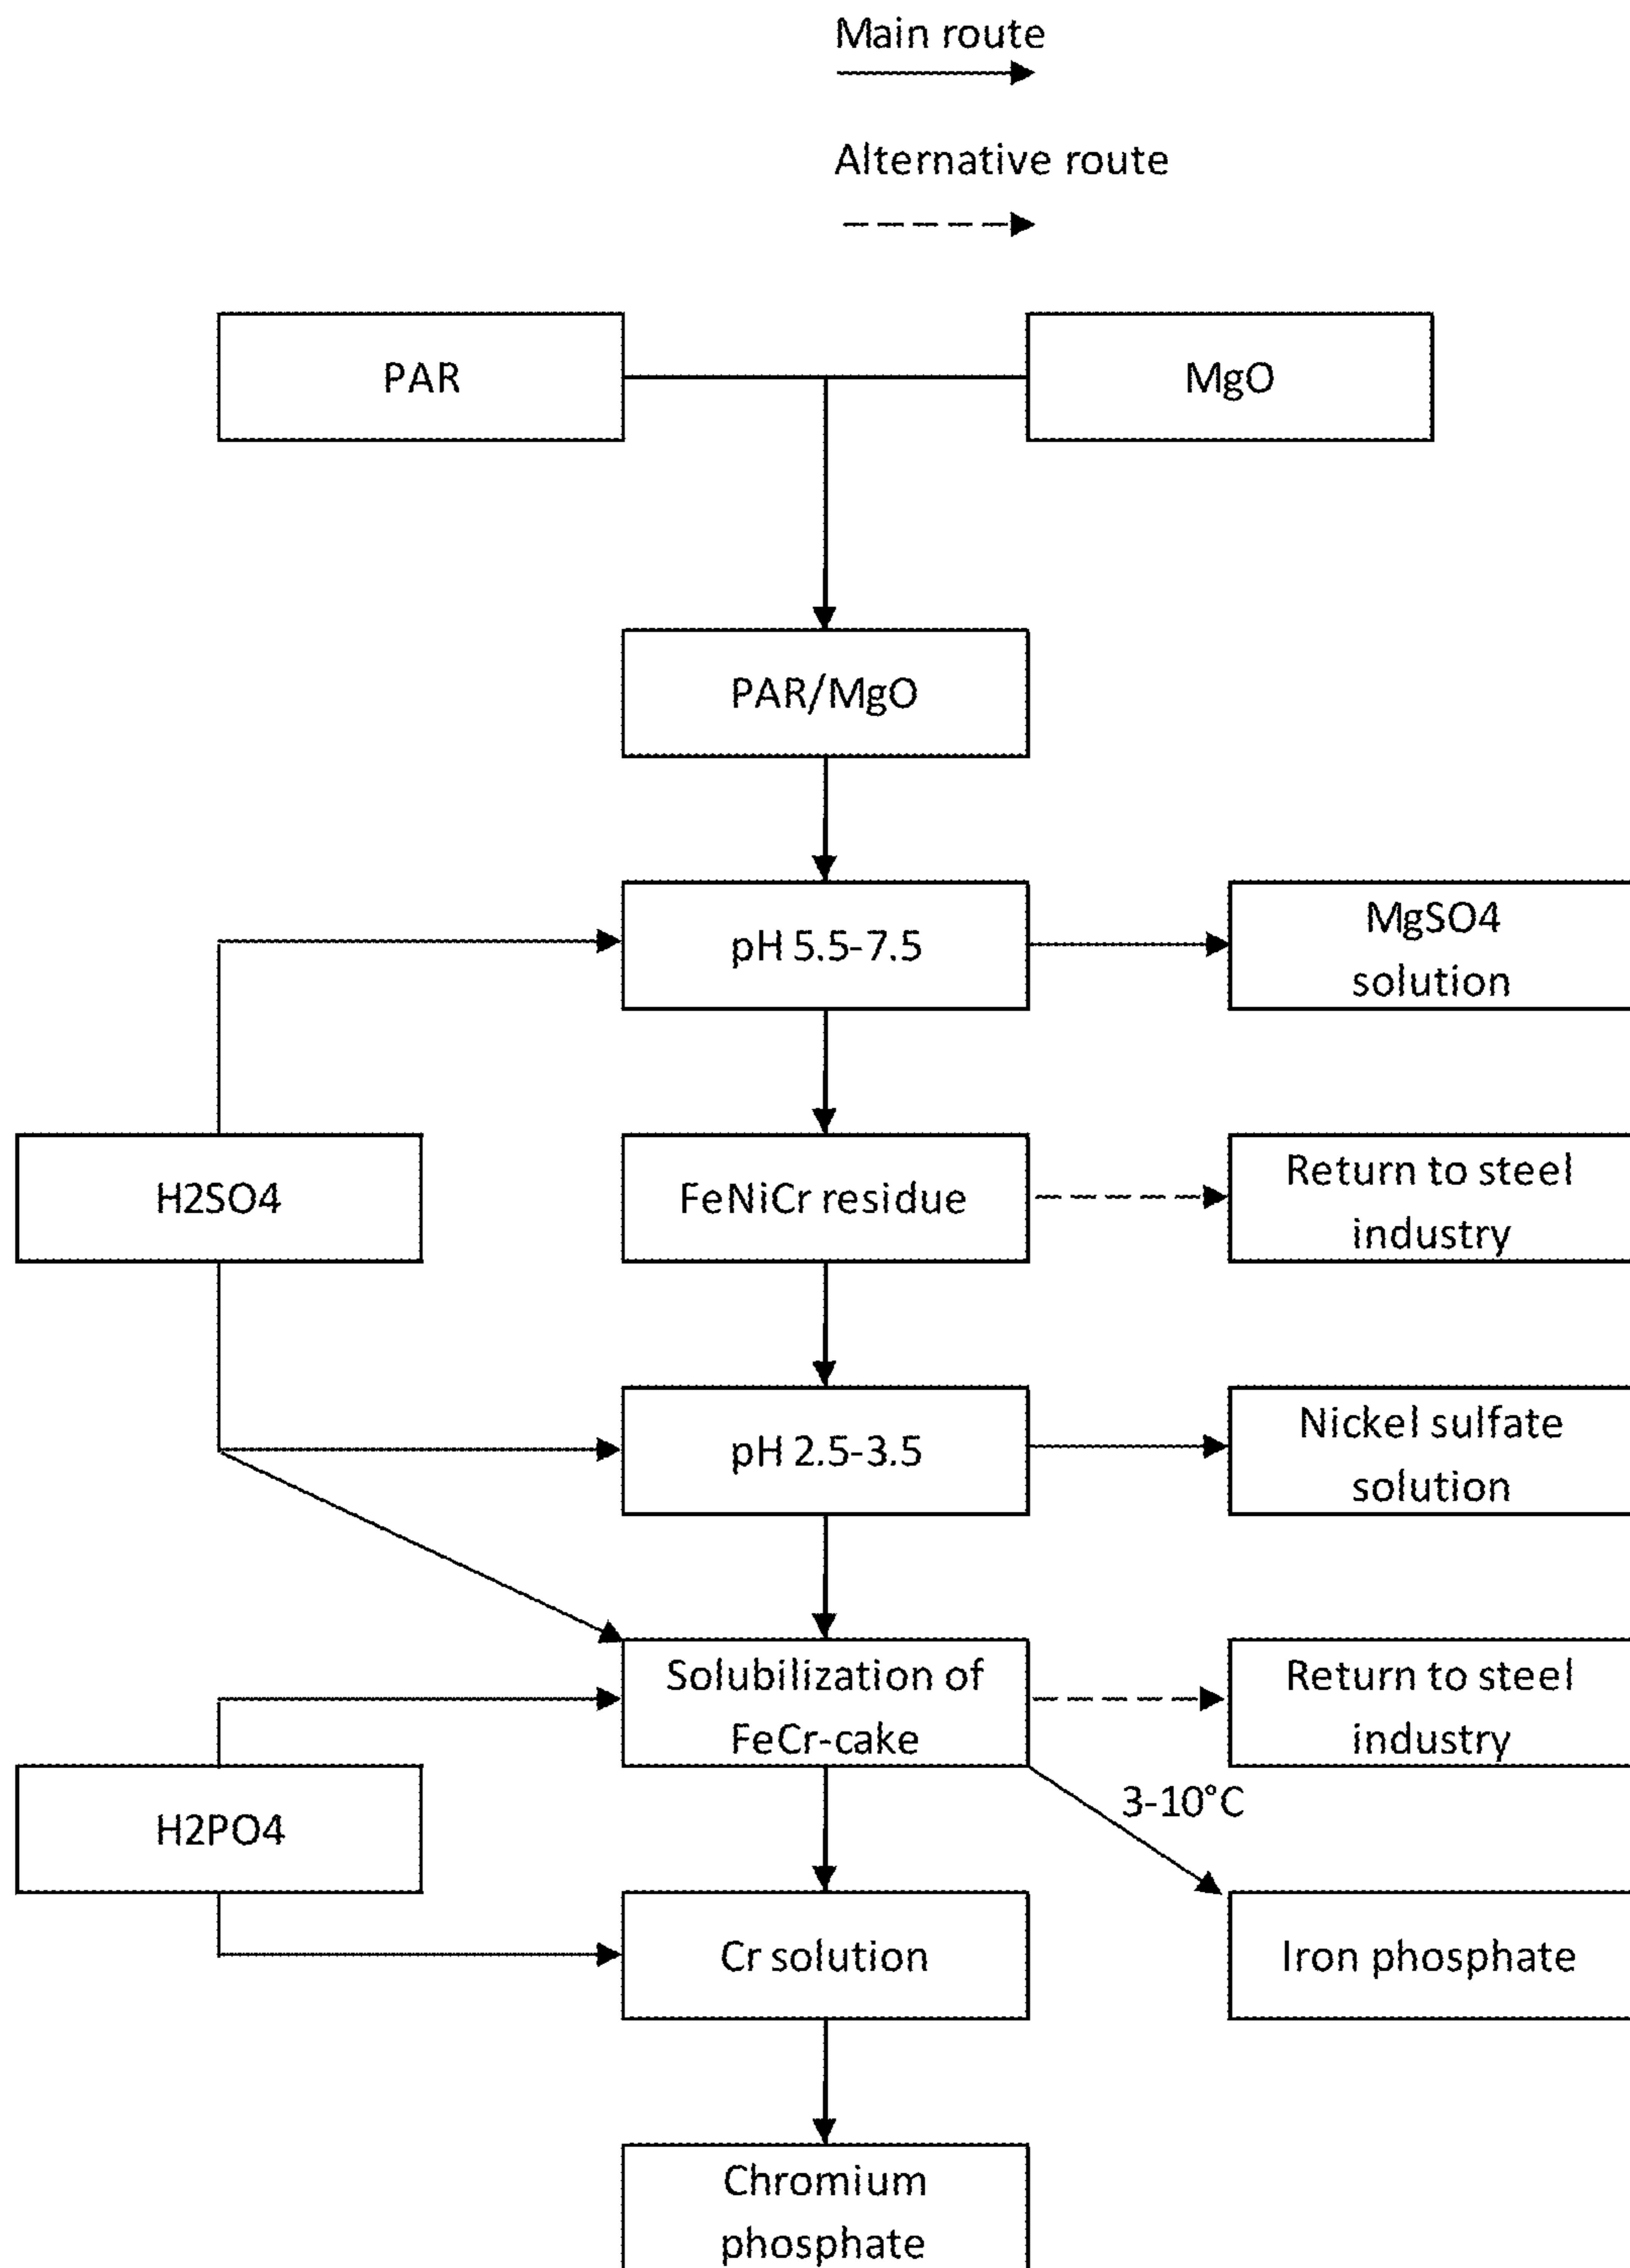 Main route
Alternative route
PAR
MgO
PAR/MgO
pH 5.5-7.5
MgSO4
solution
H2SO4
FeNiCr residue
Return to steel
industry
pH 2.5-3.5
Nickel sulfate
solution
Solubilization of
FeCr-cake
Return to steel
industry
3-10°C
H2PO4
Cr solution
Iron phosphate
Chromium
phosphate